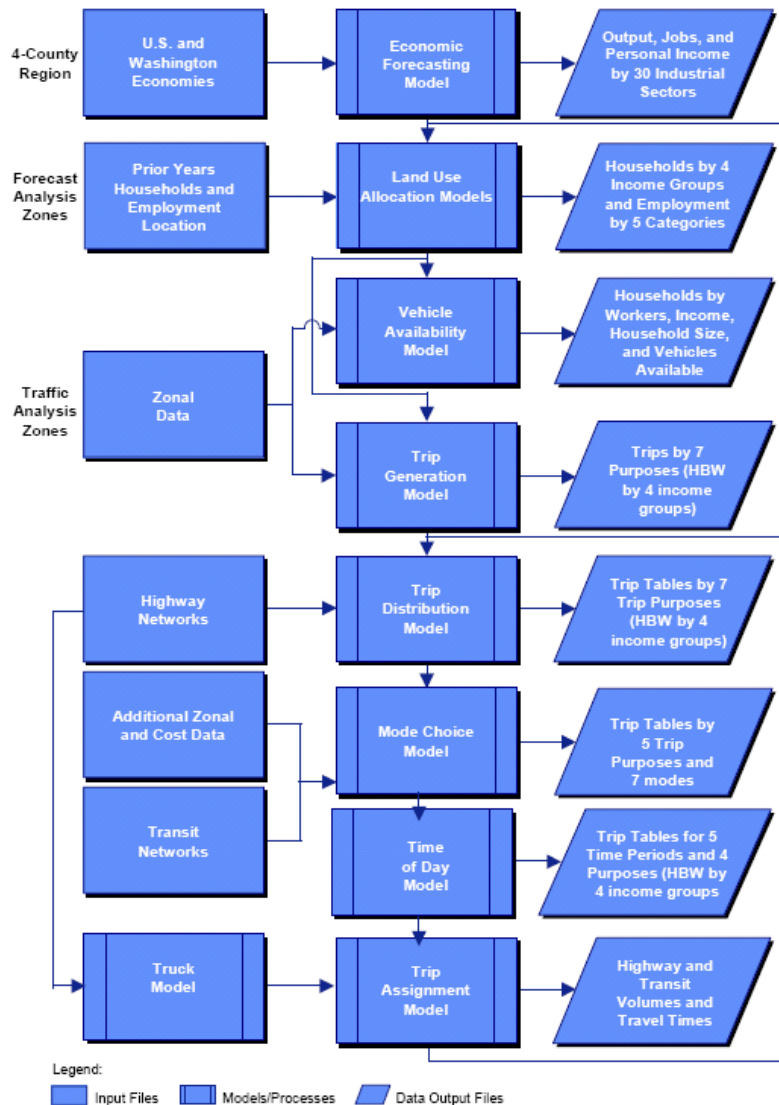 4-County
Region
U.S. and
Washington
Economies
Economic
Forecasting
Model
Output, Jobs, and
Personal Income
by 30 Industrial
Sectors
Forecast
Analysis
Zones
Prior Years
Households and
Employment
Location
Land Use
Allocation Models
Households by 4
Income Groups
and Employment
by 5 Categories
Vehicle
Availability
Model
Households by
Workers, Income,
Household Size,
and Vehicles
Available
Traffic
Analysis
Zones
Zonal
Data
Trip
Generation
Model
Trips by 7
Purposes (HBW
by 4 income
groups)
Highway
Networks
Trip
Distribution
Model
Trip Tables by 7
Trip Purposes
(HBW by 4
income groups)
Additional Zonal
and Cost Data
Mode Choice
Model
Trip Tables by
5 Trip
Purposes and
7 modes
Transit
Networks
Time
of Day
Model
Trip Tables for 5
Time Periods and 4
Purposes (HBW by
4 income groups
Truck
Model
Trip
Assignment
Model
Highway and
Transit
Volumes and
Travel Times
Legend:
Input Files
Models/Processes
Data Output Files